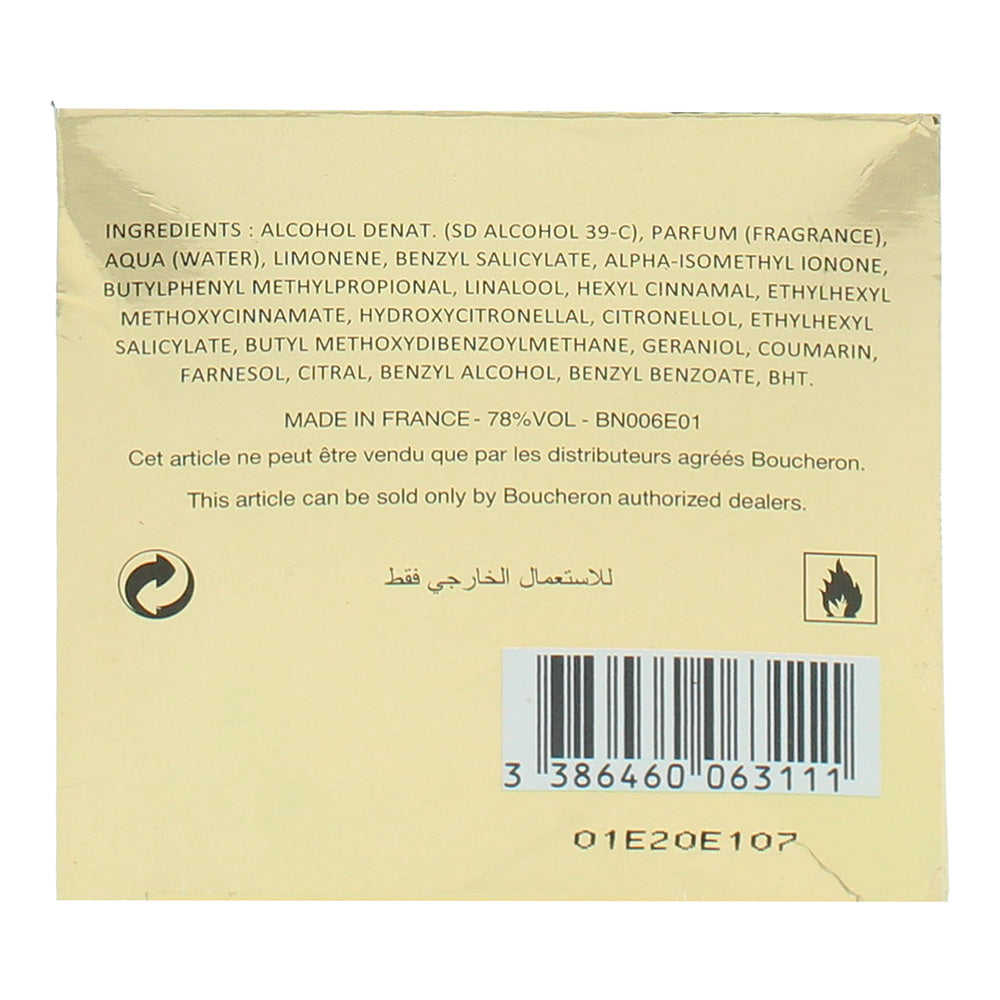 INGREDIENTS : ALCOHOL DENAT. (SD ALCOHOL 39-C), PARFUM (FRAGRANCE),
AQUA (WATER), LIMONENE, BENZYL SALICYLATE, ALPHA-ISOMETHYL IONONE,
BUTYLPHENYL METHYLPROPIONAL, LINALOOL, HEXYL CINNAMAL, ETHYLHEXYL
METHOXYCINNAMATE, HYDROXYCITRONELLAL, CITRONELLOL, ETHYLHEXYL
SALICYLATE, BUTYL METHOXYDIBENZOYLMETHANE, GERANIOL, COUMARIN,
FARNESOL, CITRAL, BENZYL ALCOHOL, BENZYL BENZOATE, BHT.
MADE IN FRANCE - 78%VOL - BN006E01
Cet article ne peut être vendu que par les distributeurs agréés Boucheron.
This article can be sold only by Boucheron authorized dealers.
للاستعمال الخارجي فقط
3 386460 063111
01E20E107